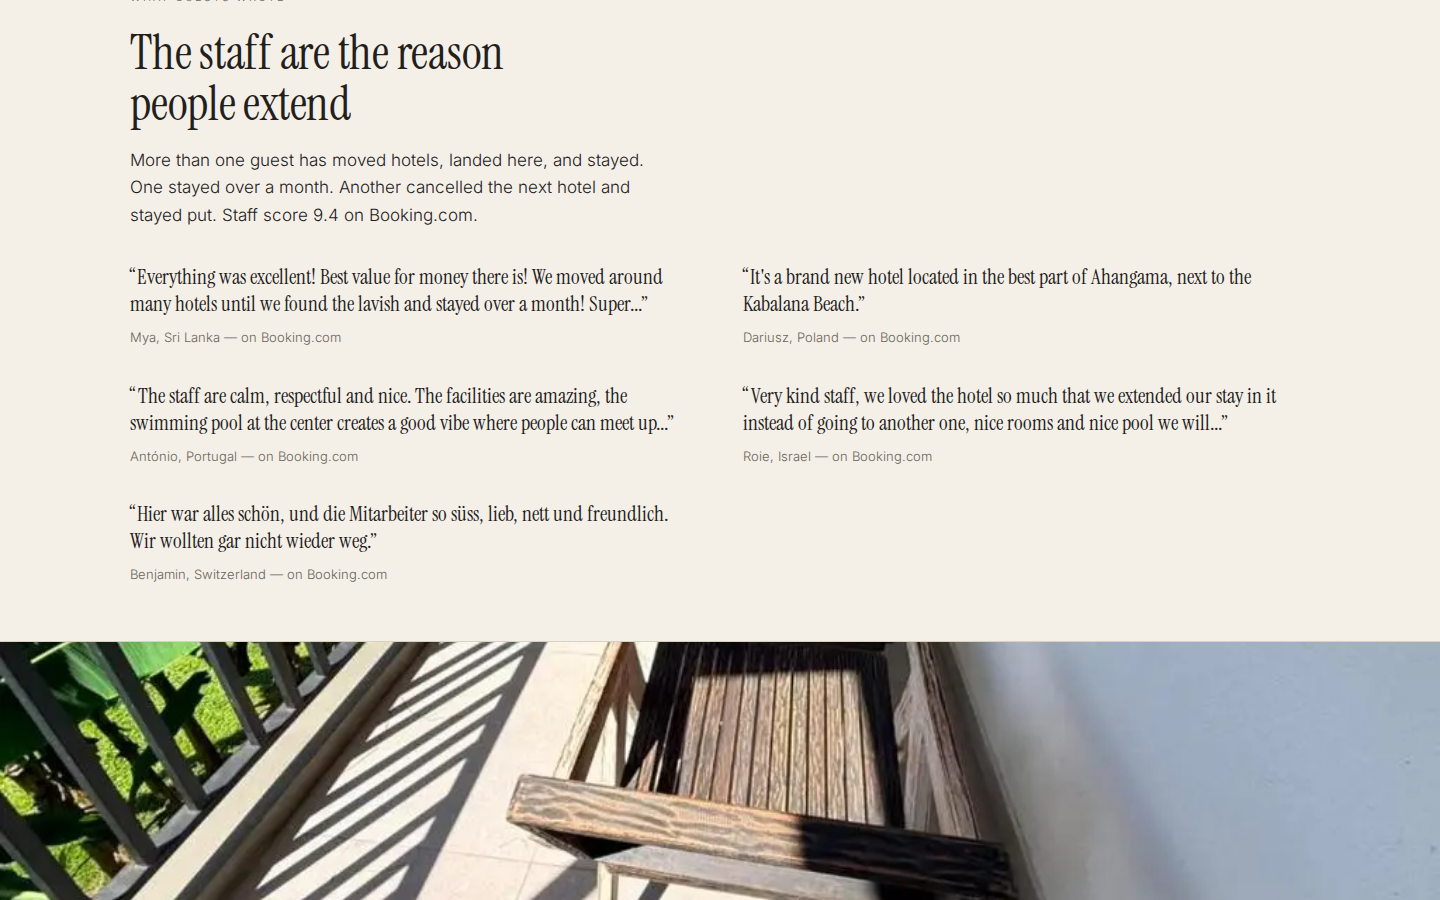 The staff are the reason
people extend
More than one guest has moved hotels, landed here, and stayed.
One stayed over a month. Another cancelled the next hotel and
stayed put. Staff score 9.4 on Booking.com.
“Everything was excellent! Best value for money there is! We moved around
many hotels until we found the lavish and stayed over a month! Super...”
Mya, Sri Lanka — on Booking.com
“It's a brand new hotel located in the best part of Ahangama, next to the
Kabalana Beach.”
Dariusz, Poland — on Booking.com
“The staff are calm, respectful and nice. The facilities are amazing, the
swimming pool at the center creates a good vibe where people can meet up...”
António, Portugal — on Booking.com
“Very kind staff, we loved the hotel so much that we extended our stay in it
instead of going to another one, nice rooms and nice pool we will...”
Roie, Israel — on Booking.com
“Hier war alles schön, und die Mitarbeiter so süss, lieb, nett und freundlich.
Wir wollten gar nicht wieder weg.”
Benjamin, Switzerland — on Booking.com